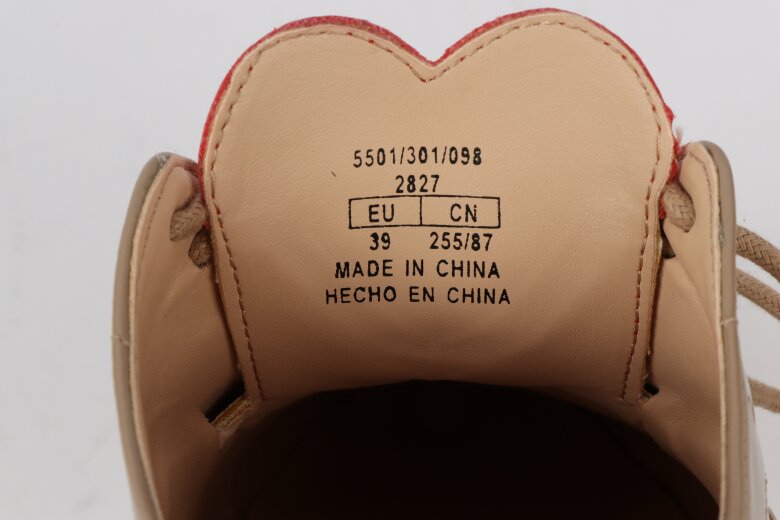 5501/301/098
2827
EU CN
39 255/87
MADE IN CHINA
HECHO EN CHINA